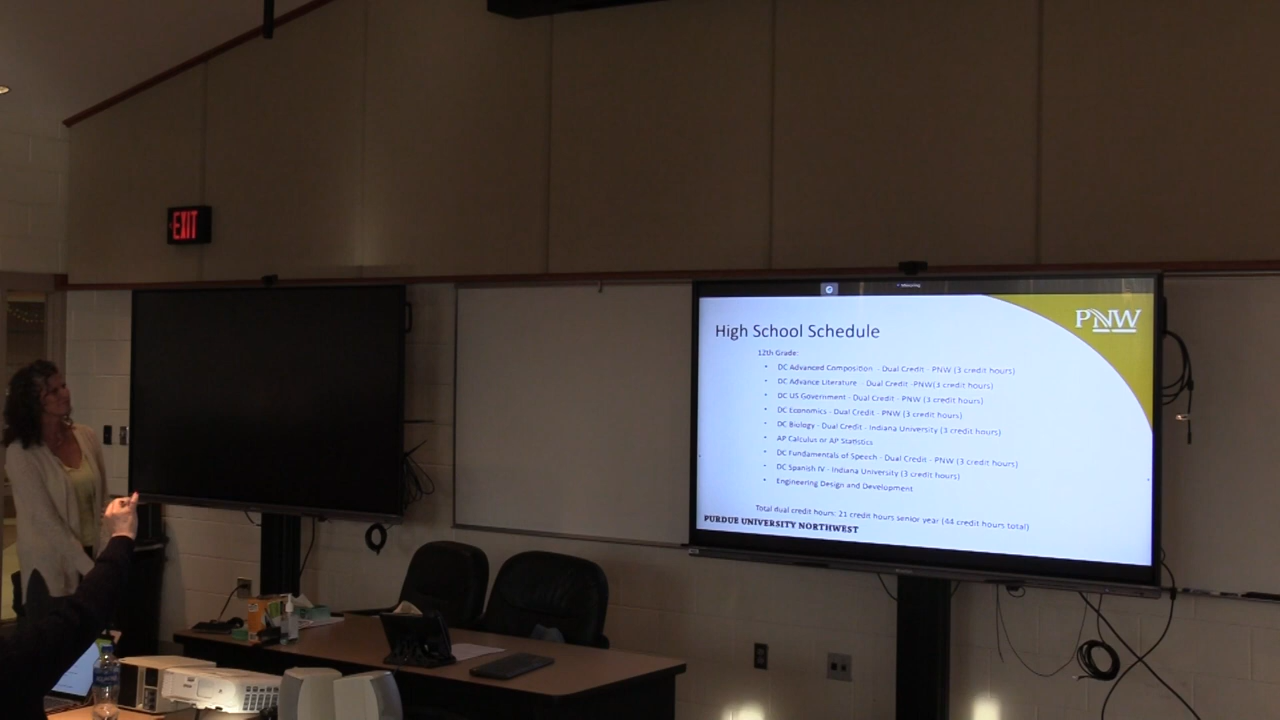 EXIT
High School Schedule
PNW
12th Grade:
• DC Advanced Composition - Dual Credit - PNW (3 credit hours)
• DC Advance Literature - Dual Credit -PNW(3 credit hours)
• DC US Government - Dual Credit - PNW (3 credit hours)
• DC Economics - Dual Credit - PNW (3 credit hours)
• DC Biology - Dual Credit - Indiana University (3 credit hours)
• AP Calculus or AP Statistics
• DC Fundamentals of Speech - Dual Credit - PNW (3 credit hours)
• DC Spanish IV - Indiana University (3 credit hours)
• Engineering Design and Development
Total dual credit hours: 21 credit hours senior year (44 credit hours total)
PURDUE UNIVERSITY NORTHWEST